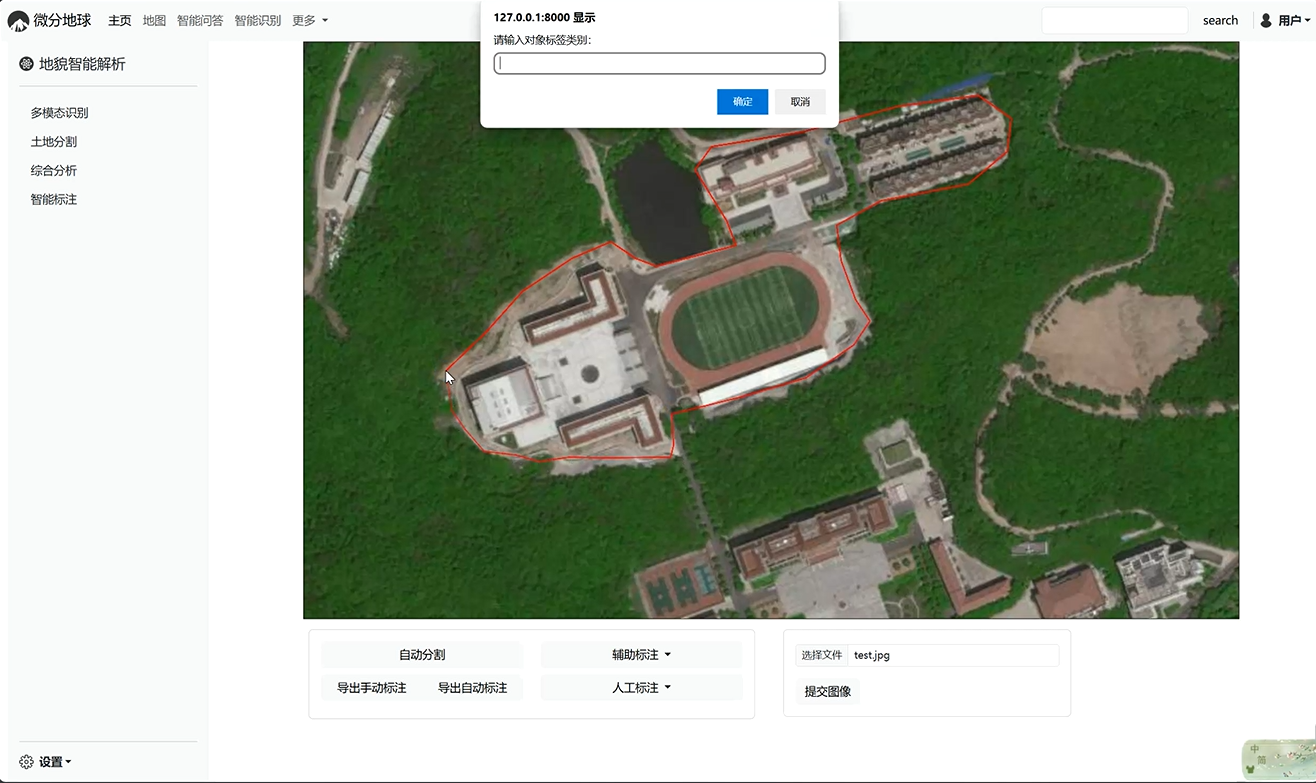 微分地球
主页 地图 智能问答 智能识别 更多
search
用户
127.0.0.1:8000 显示
请输入对象标签类别:
确定 取消
地貌智能解析
多模态识别
土地分割
综合分析
智能标注
自动分割 辅助标注
导出手动标注 导出自动标注 人工标注
选择文件 test.jpg
提交图像
设置
中
简